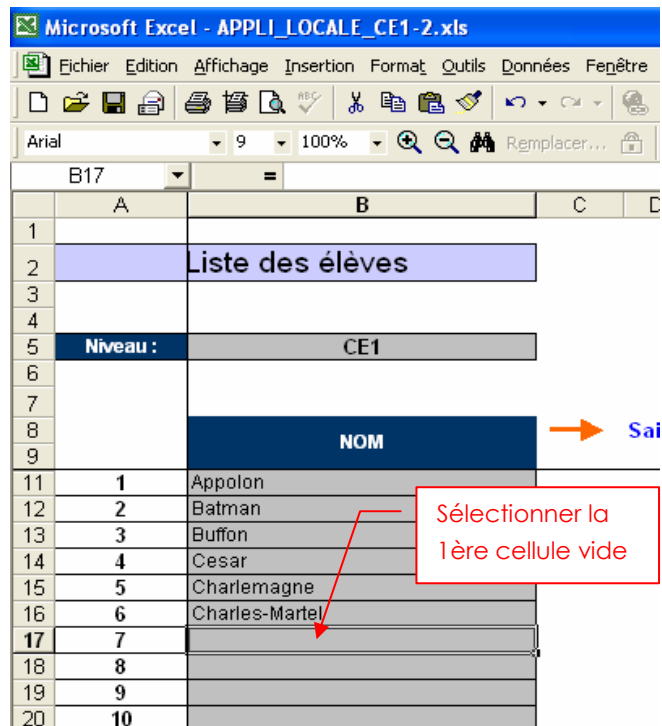 Microsoft Excel - APPLI_LOCALE_CE1-2.xls
Fichier Edition Affichage Insertion Format Outils Données Fenêtre
ABC
Arial 9 100% Remplacer...
B17 =
A B C D
1
2 Liste des élèves
3
4
5 Niveau : CE1
6
7
8 Sai
NOM
9
11 1 Appolon
12 2 Batman
13 3 Buffon
14 4 Cesar
15 5 Charlemagne
16 6 Charles-Martel
Sélectionner la
1ère cellule vide
17 7
18 8
19 9
20 10